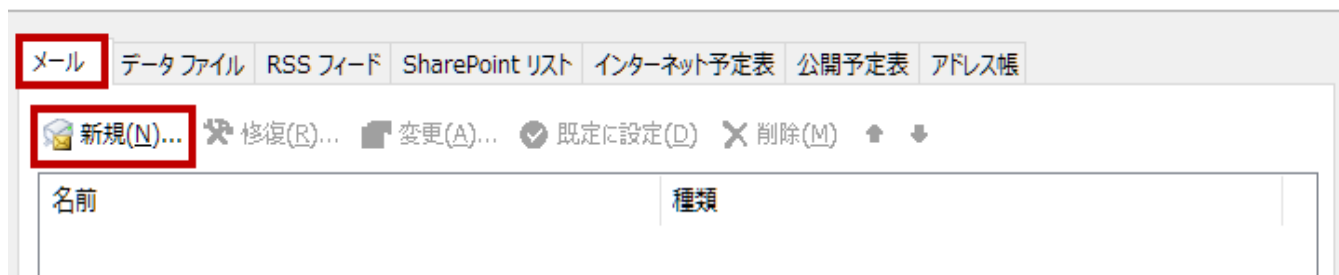 メール データ ファイル RSS フィード SharePoint リスト インターネット予定表 公開予定表 アドレス帳
新規(N)... 修復(R)... 変更(A)... 既定に設定(D) 削除(M)
名前 種類